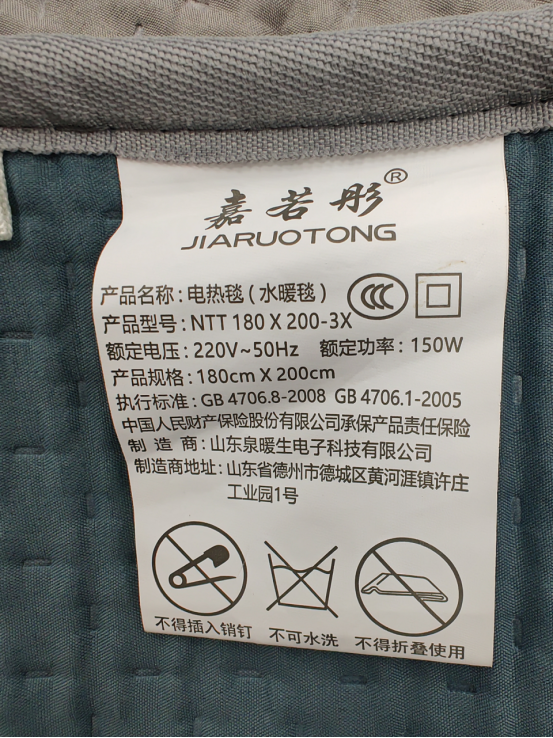 嘉若彤®
JIARUOTONG
产品名称：电热毯（水暖毯）
产品型号：NTT 180 X 200-3X
额定电压：220V~50Hz 额定功率：150W
产品规格：180cm X 200cm
执行标准：GB 4706.8-2008 GB 4706.1-2005
中国人民财产保险股份有限公司承保产品责任保险
制 造 商：山东泉暖生电子科技有限公司
制造商地址：山东省德州市德城区黄河涯镇许庄
工业园1号
不得插入销钉 不可水洗 不得折叠使用